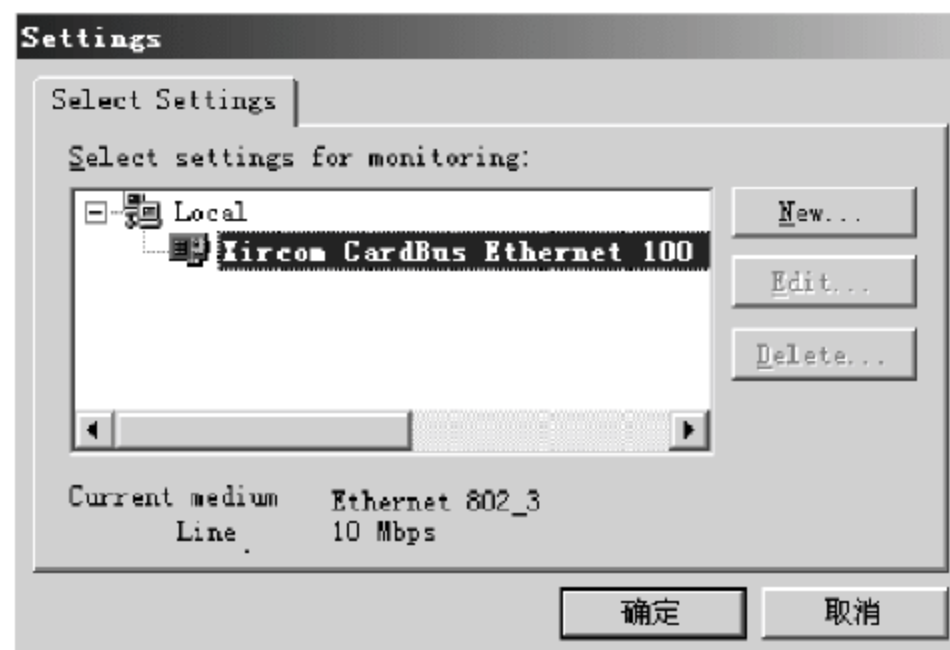 Settings
Select Settings
Select settings for monitoring:
Local
New...
Xircom CardBus Ethernet 100
Edit...
Delete...
Current medium Ethernet 802_3
Line 10 Mbps
确定 取消